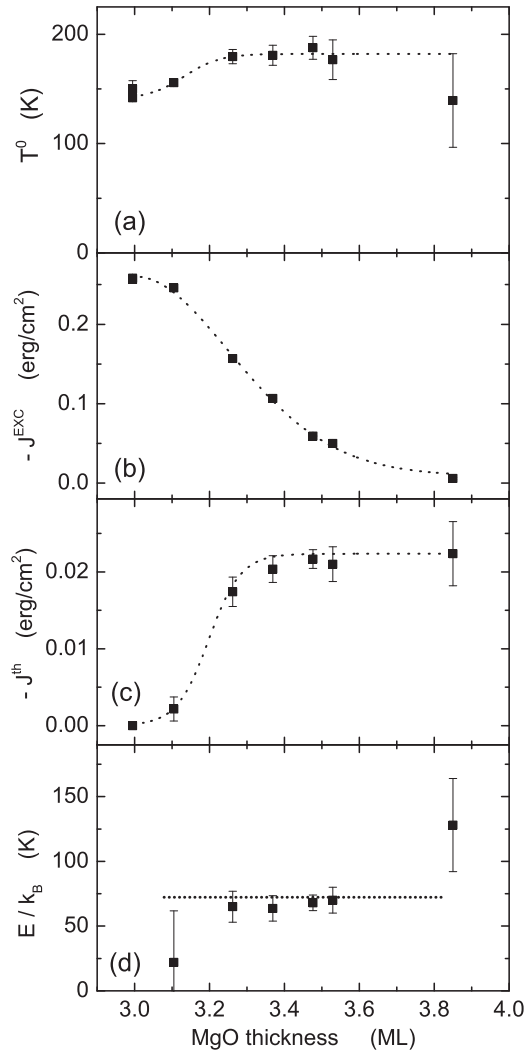 200
100
0
T⁰ (K)
(a)
0.2
0.1
0.0
- J^EXC (erg/cm²)
(b)
0.02
0.01
0.00
- J^th (erg/cm²)
(c)
150
100
50
0
E / k_B (K)
(d)
3.0 3.2 3.4 3.6 3.8 4.0
MgO thickness (ML)